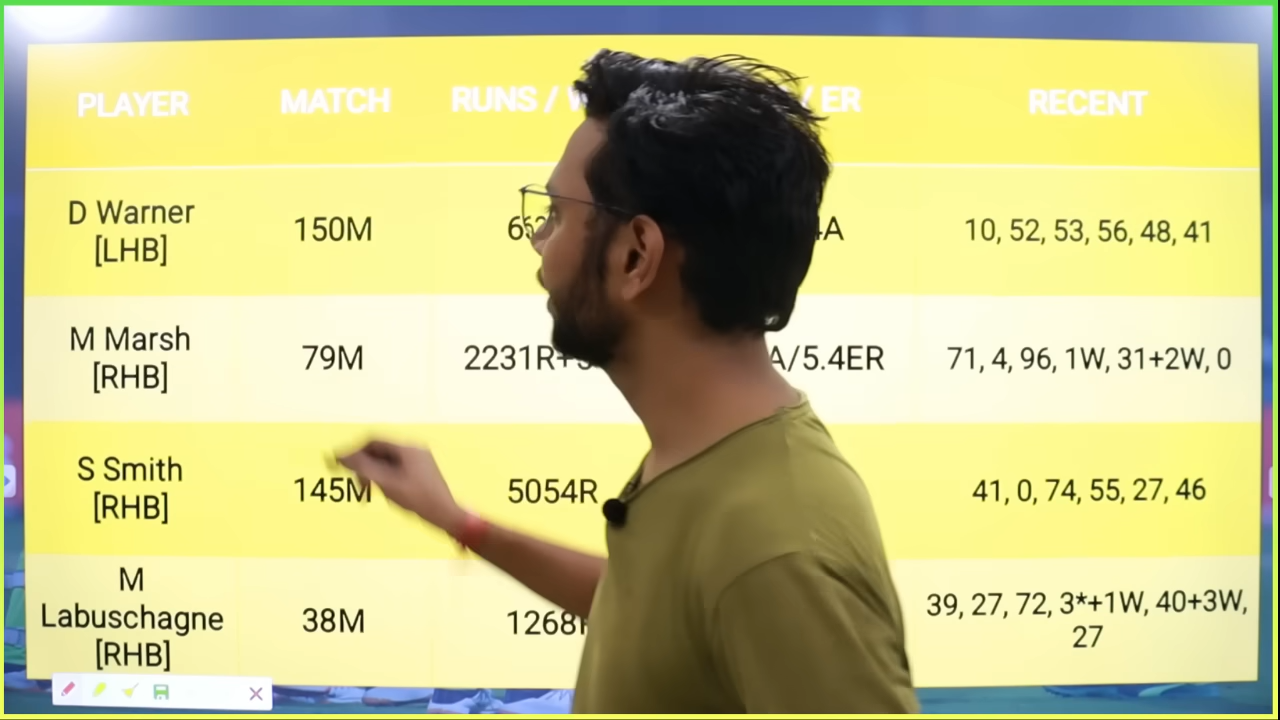 PLAYER MATCH RUNS / ER RECENT
D Warner
[LHB]
150M
10, 52, 53, 56, 48, 41
M Marsh
[RHB]
79M
A/5.4ER
71, 4, 96, 1W, 31+2W, 0
S Smith
[RHB]
145M
5054R
41, 0, 74, 55, 27, 46
M
Labuschagne
[RHB]
38M
39, 27, 72, 3*+1W, 40+3W,
27